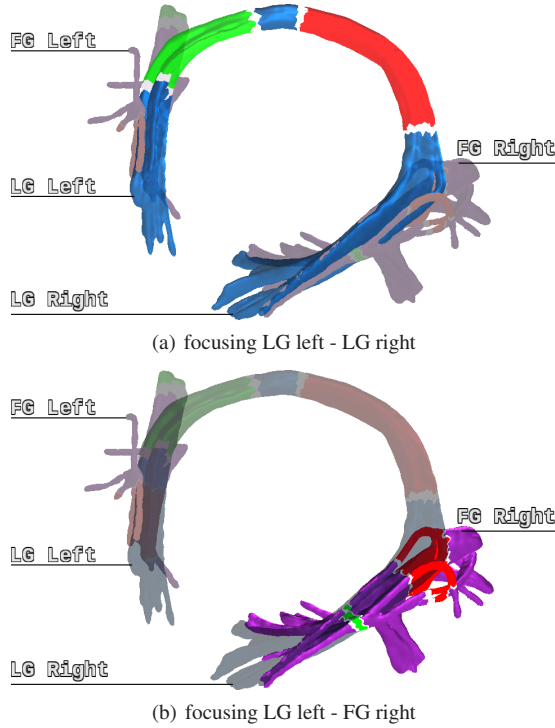 FG Left
FG Right
LG Left
LG Right
(a) focusing LG left - LG right
FG Left
FG Right
LG Left
LG Right
(b) focusing LG left - FG right